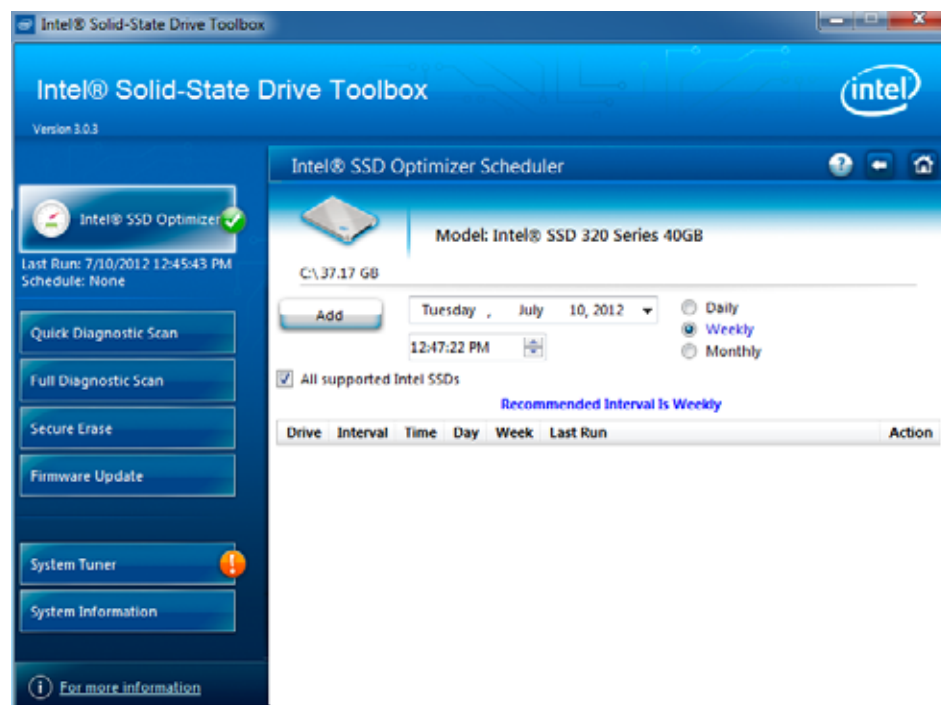 Intel® Solid-State Drive Toolbox
Intel® Solid-State Drive Toolbox
intel
Version 3.0.3
Intel® SSD Optimizer Scheduler
Intel® SSD Optimizer
Last Run: 7/10/2012 12:45:43 PM
Schedule: None
Quick Diagnostic Scan
Full Diagnostic Scan
Secure Erase
Firmware Update
System Tuner
System Information
For more information
Model: Intel® SSD 320 Series 40GB
C:\ 37.17 GB
Add
Tuesday , July 10, 2012
12:47:22 PM
Daily
Weekly
Monthly
All supported Intel SSDs
Recommended Interval Is Weekly
Drive Interval Time Day Week Last Run Action